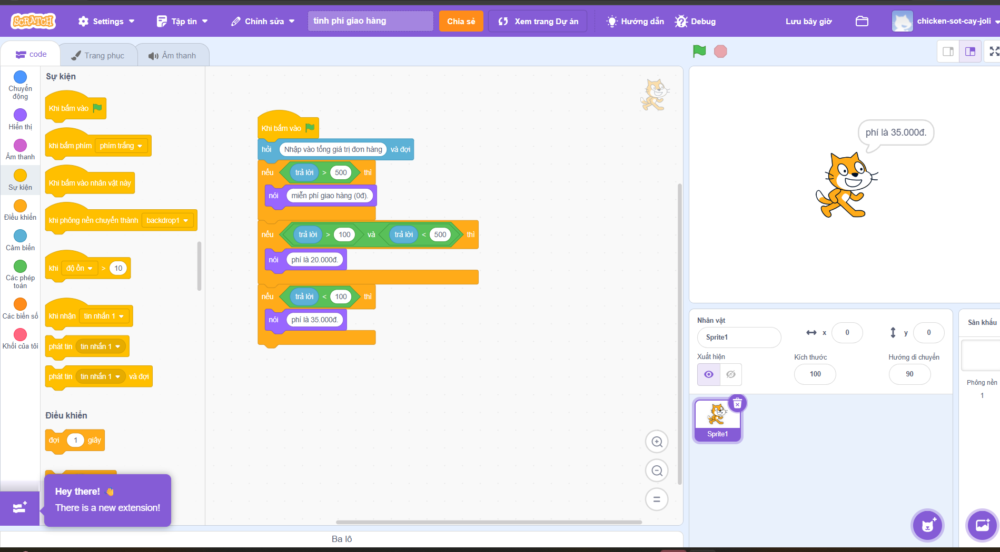 SCRATCH
Settings
Tập tin
Chỉnh sửa
tính phí giao hàng
Chia sẻ
Xem trang Dự án
Hướng dẫn
Debug
Lưu bây giờ
chicken-sot-cay-joli
code
Trang phục
Âm thanh
Chuyển động
Hiển thị
Âm thanh
Sự kiện
Điều khiển
Cảm biến
Các phép toán
Các biến số
Khối của tôi
Sự kiện
Khi bấm vào
khi bấm phím phím trắng
Khi bấm vào nhân vật này
khi phông nền chuyển thành backdrop1
khi độ ồn > 10
khi nhận tin nhắn 1
phát tin tin nhắn 1
phát tin tin nhắn 1 và đợi
Điều khiển
đợi 1 giây
Hey there! 👋
There is a new extension!
Khi bấm vào
hỏi Nhập vào tổng giá trị đơn hàng và đợi
nếu trả lời > 500 thì
nói miễn phí giao hàng (0đ).
nếu trả lời > 100 và trả lời < 500 thì
nói phí là 20.000đ.
nếu trả lời < 100 thì
nói phí là 35.000đ.
Ba lô
phí là 35.000đ.
Nhân vật
Sprite1
x 0
y 0
Xuất hiện
Kích thước
100
Hướng di chuyển
90
Sprite1
Sân khấu
Phông nền
1